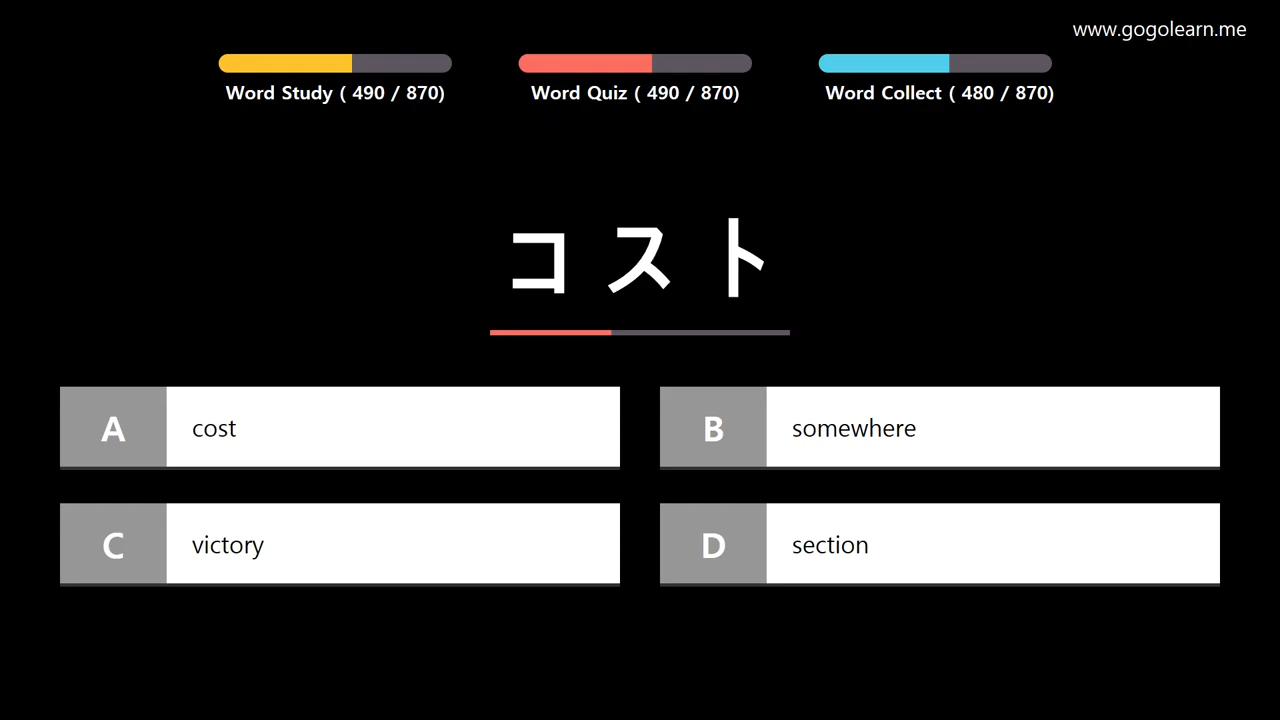 www.gogolearn.me
Word Study ( 490 / 870)
Word Quiz ( 490 / 870)
Word Collect ( 480 / 870)
コスト
A cost
B somewhere
C victory
D section